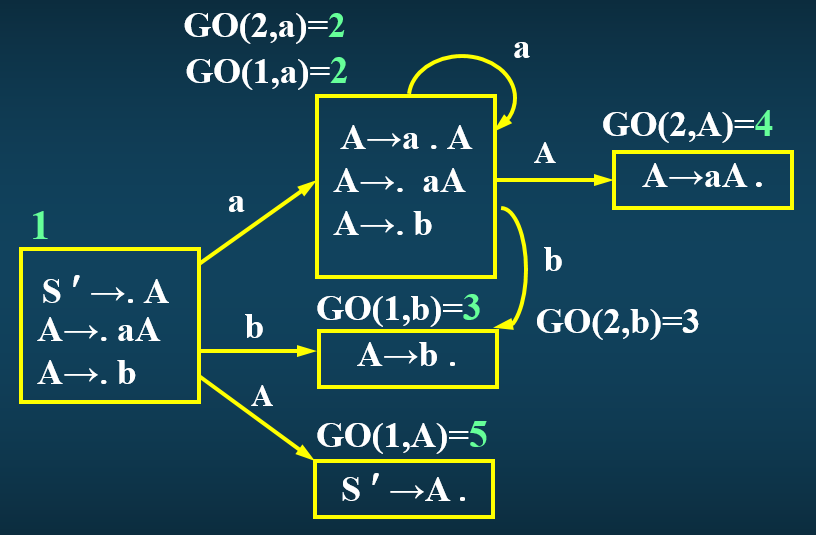 GO(2,a)=2
GO(1,a)=2
a
A→a . A
A→. aA
A→. b
A
GO(2,A)=4
A→aA .
a
1
S ′ →. A
A→. aA
A→. b
b
A
b
GO(1,b)=3
GO(2,b)=3
A→b .
GO(1,A)=5
S ′ →A .